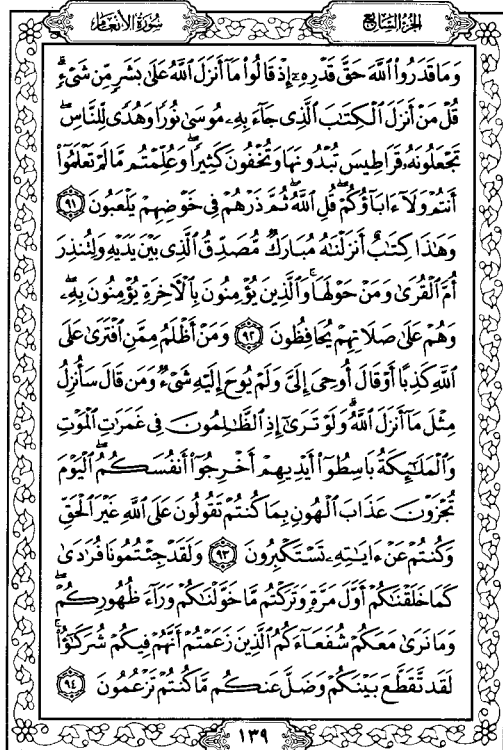 الجزء السابع
سورة الأنعام
وَمَا قَدَرُوا۟ ٱللَّهَ حَقَّ قَدْرِهِۦٓ إِذْ قَالُوا۟ مَآ أَنزَلَ ٱللَّهُ عَلَىٰ بَشَرٍ مِّن شَىْءٍ ۗ
قُلْ مَنْ أَنزَلَ ٱلْكِتَـٰبَ ٱلَّذِى جَآءَ بِهِۦ مُوسَىٰ نُورًا وَهُدًى لِّلنَّاسِ ۖ
تَجْعَلُونَهُۥ قَرَاطِيسَ تُبْدُونَهَا وَتُخْفُونَ كَثِيرًا ۖ وَعُلِّمْتُم مَّا لَمْ تَعْلَمُوٓا۟
أَنتُمْ وَلَآ ءَابَآؤُكُمْ ۖ قُلِ ٱللَّهُ ۖ ثُمَّ ذَرْهُمْ فِى خَوْضِهِمْ يَلْعَبُونَ ٩١
وَهَـٰذَا كِتَـٰبٌ أَنزَلْنَـٰهُ مُبَارَكٌ مُّصَدِّقُ ٱلَّذِى بَيْنَ يَدَيْهِ وَلِتُنذِرَ
أُمَّ ٱلْقُرَىٰ وَمَنْ حَوْلَهَا ۚ وَٱلَّذِينَ يُؤْمِنُونَ بِٱلْـَٔاخِرَةِ يُؤْمِنُونَ بِهِۦ ۖ
وَهُمْ عَلَىٰ صَلَاتِهِمْ يُحَافِظُونَ ٩٢ وَمَنْ أَظْلَمُ مِمَّنِ ٱفْتَرَىٰ عَلَى
ٱللَّهِ كَذِبًا أَوْ قَالَ أُوحِىَ إِلَىَّ وَلَمْ يُوحَ إِلَيْهِ شَىْءٌ وَمَن قَالَ سَأُنزِلُ
مِثْلَ مَآ أَنزَلَ ٱللَّهُ ۗ وَلَوْ تَرَىٰٓ إِذِ ٱلظَّـٰلِمُونَ فِى غَمَرَٰتِ ٱلْمَوْتِ
وَٱلْمَلَـٰٓئِكَةُ بَاسِطُوٓا۟ أَيْدِيهِمْ أَخْرِجُوٓا۟ أَنفُسَكُمُ ۖ ٱلْيَوْمَ
تُجْزَوْنَ عَذَابَ ٱلْهُونِ بِمَا كُنتُمْ تَقُولُونَ عَلَى ٱللَّهِ غَيْرَ ٱلْحَقِّ
وَكُنتُمْ عَنْ ءَايَـٰتِهِۦ تَسْتَكْبِرُونَ ٩٣ وَلَقَدْ جِئْتُمُونَا فُرَٰدَىٰ
كَمَا خَلَقْنَـٰكُمْ أَوَّلَ مَرَّةٍ وَتَرَكْتُم مَّا خَوَّلْنَـٰكُمْ وَرَآءَ ظُهُورِكُمْ ۖ
وَمَا نَرَىٰ مَعَكُمْ شُفَعَآءَكُمُ ٱلَّذِينَ زَعَمْتُمْ أَنَّهُمْ فِيكُمْ شُرَكَـٰٓؤُا۟ ۚ
لَقَد تَّقَطَّعَ بَيْنَكُمْ وَضَلَّ عَنكُم مَّا كُنتُمْ تَزْعُمُونَ ٩٤
١٣٩